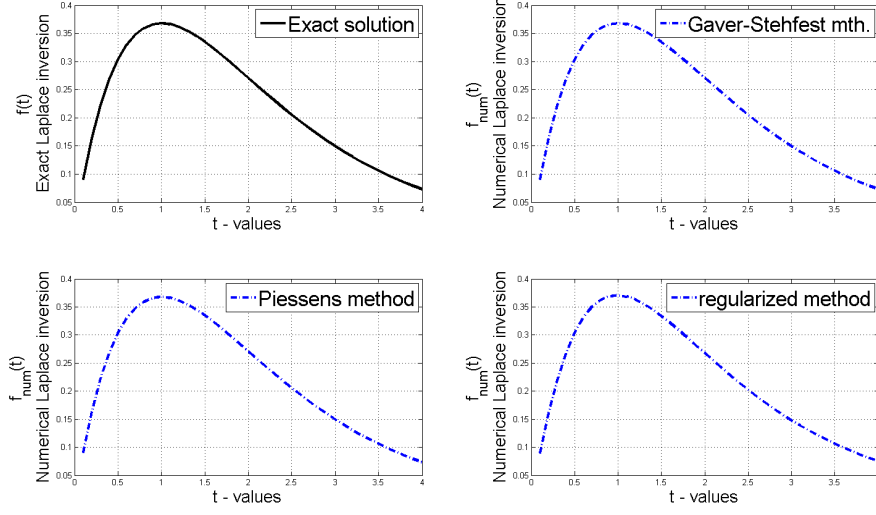 Exact solution
f(t)
Exact Laplace inversion
0.4
0.35
0.3
0.25
0.2
0.15
0.1
0.05
0 0.5 1 1.5 2 2.5 3 3.5 4
t - values
Gaver-Stehfest mth.
f_num(t)
Numerical Laplace inversion
0.4
0.35
0.3
0.25
0.2
0.15
0.1
0.05
0 0.5 1 1.5 2 2.5 3 3.5
t - values
Piessens method
f_num(t)
Numerical Laplace inversion
0.4
0.35
0.3
0.25
0.2
0.15
0.1
0.05
0 0.5 1 1.5 2 2.5 3 3.5 4
t - values
regularized method
f_num(t)
Numerical Laplace inversion
0.4
0.35
0.3
0.25
0.2
0.15
0.1
0.05
0 0.5 1 1.5 2 2.5 3 3.5
t - values